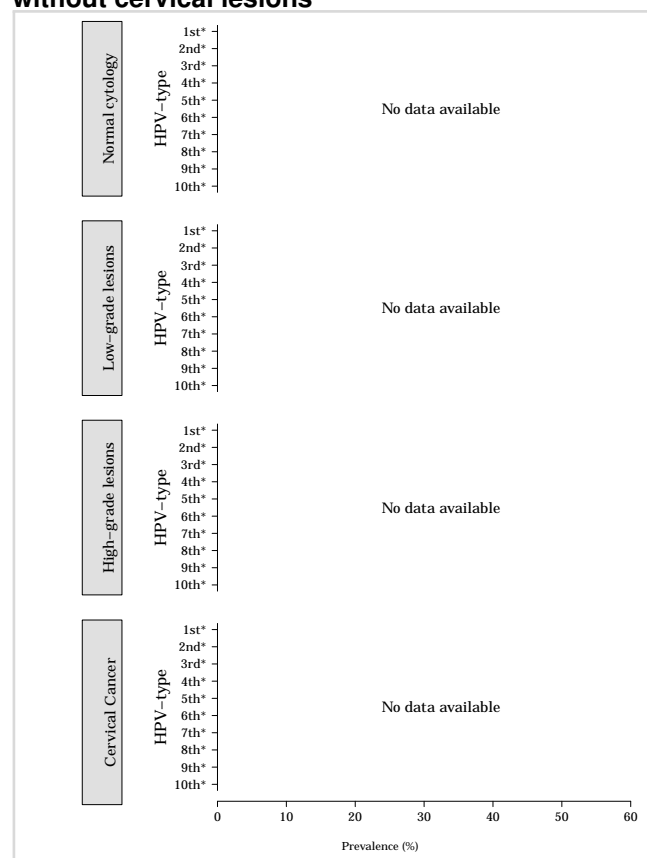 without cervical lesions
Normal cytology
HPV−type
1st*
2nd*
3rd*
4th*
5th*
6th*
7th*
8th*
9th*
10th*
No data available
Low−grade lesions
HPV−type
1st*
2nd*
3rd*
4th*
5th*
6th*
7th*
8th*
9th*
10th*
No data available
High−grade lesions
HPV−type
1st*
2nd*
3rd*
4th*
5th*
6th*
7th*
8th*
9th*
10th*
No data available
Cervical Cancer
HPV−type
1st*
2nd*
3rd*
4th*
5th*
6th*
7th*
8th*
9th*
10th*
No data available
0 10 20 30 40 50 60
Prevalence (%)